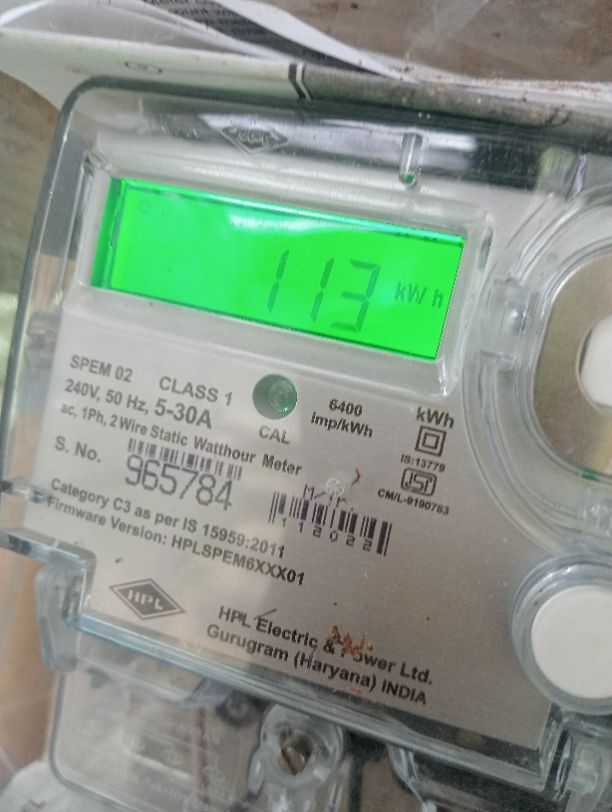 113 kWh
SPEM 02 CLASS 1
240V, 50 Hz, 5-30A
ac, 1Ph, 2 Wire Static Watthour Meter
CAL
6400
imp/kWh
kWh
IS:13779
CM/L-9190783
S. No.
965784
112022
Category C3 as per IS 15959:2011
Firmware Version: HPLSPEM6XXX01
HPL
HPL Electric & Power Ltd.
Gurugram (Haryana) INDIA